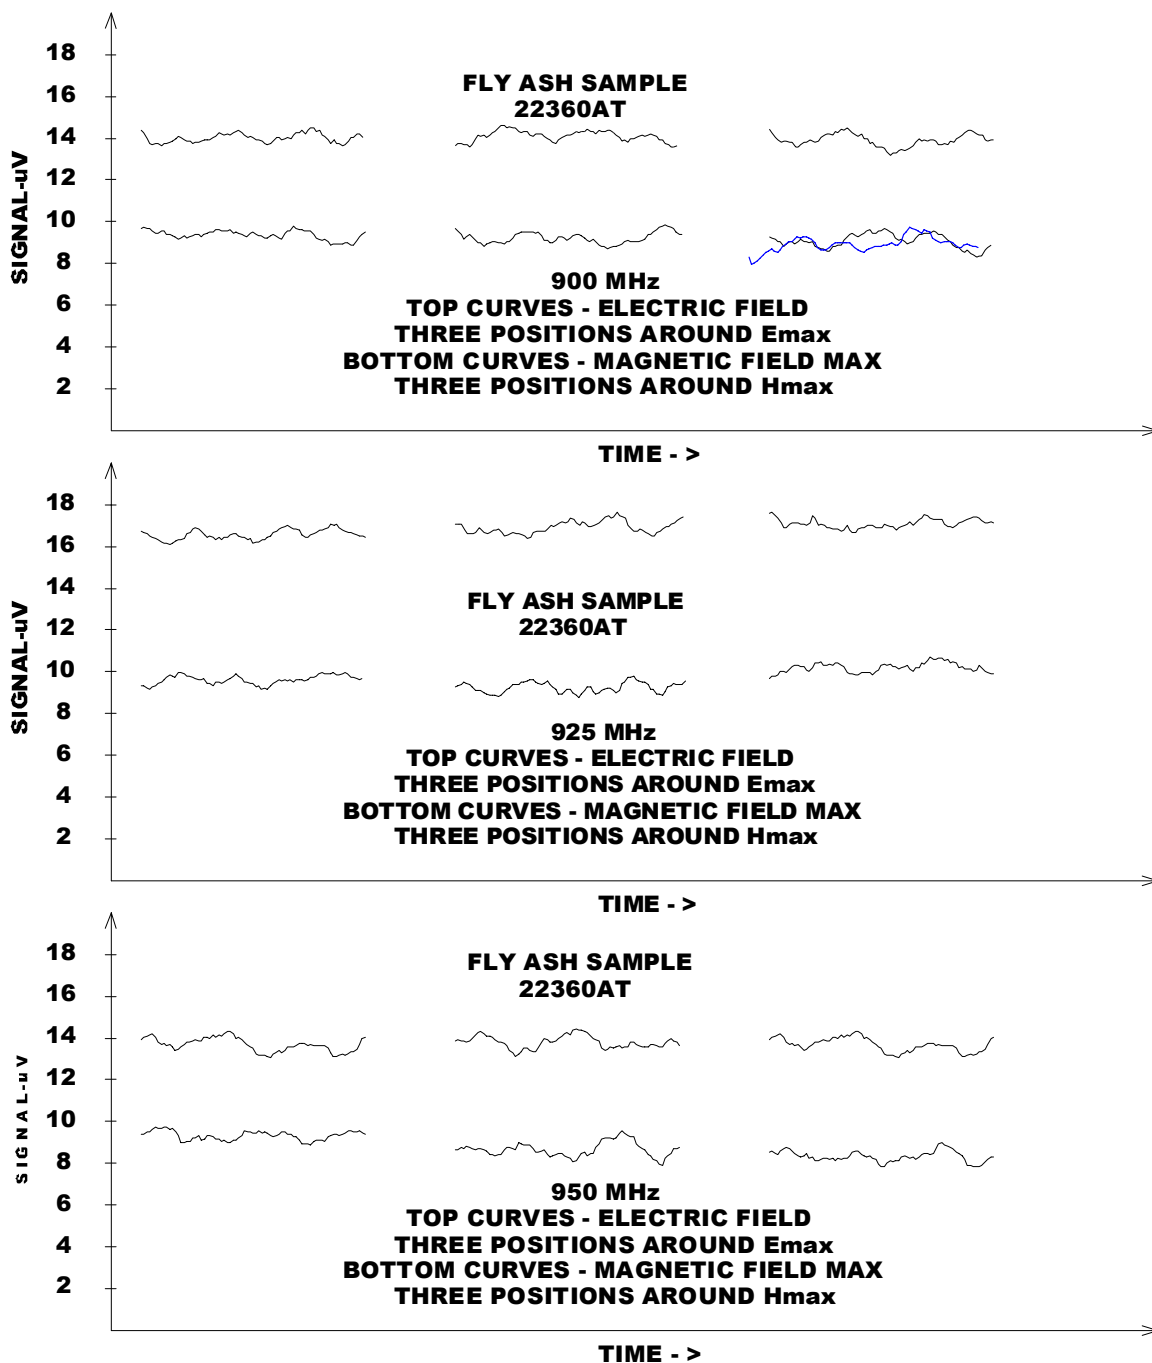 18
16
14
12
10
8
6
4
2
SIGNAL-uV
FLY ASH SAMPLE
22360AT
900 MHz
TOP CURVES - ELECTRIC FIELD
THREE POSITIONS AROUND Emax
BOTTOM CURVES - MAGNETIC FIELD MAX
THREE POSITIONS AROUND Hmax
TIME - >
18
16
14
12
10
8
6
4
2
SIGNAL-uV
FLY ASH SAMPLE
22360AT
925 MHz
TOP CURVES - ELECTRIC FIELD
THREE POSITIONS AROUND Emax
BOTTOM CURVES - MAGNETIC FIELD MAX
THREE POSITIONS AROUND Hmax
TIME - >
18
16
14
12
10
8
6
4
2
SIGNAL-uV
FLY ASH SAMPLE
22360AT
950 MHz
TOP CURVES - ELECTRIC FIELD
THREE POSITIONS AROUND Emax
BOTTOM CURVES - MAGNETIC FIELD MAX
THREE POSITIONS AROUND Hmax
TIME - >